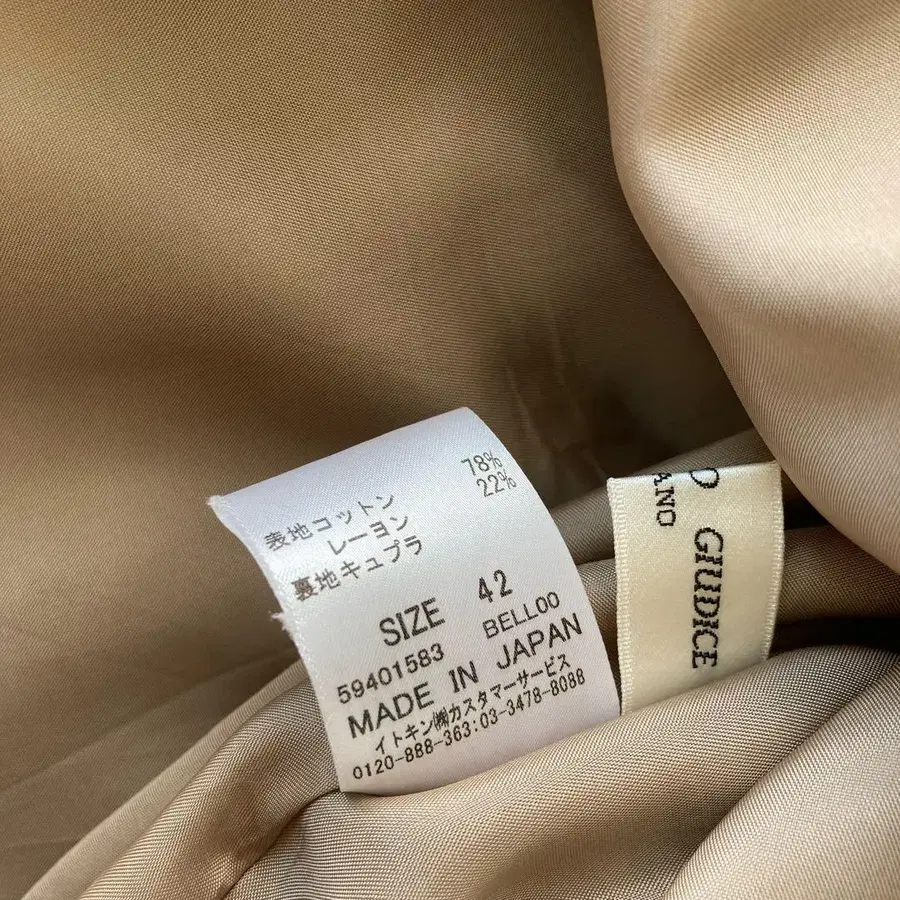 表地コットン 78%
レーヨン 22%
裏地キュプラ
SIZE 42
59401583 BELLOO
MADE IN JAPAN
イトキン㈱カスタマーサービス
0120-888-363:03-3478-8088
GIUDICE